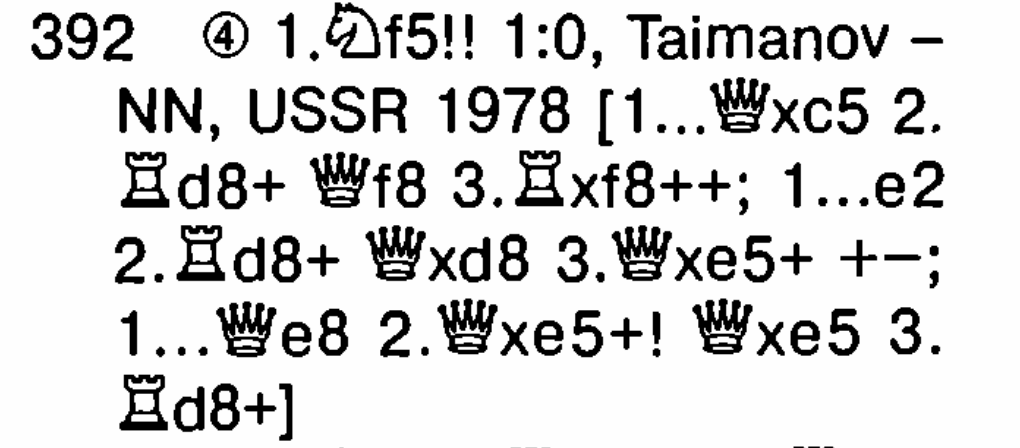 392 ④ 1.♘f5!! 1:0, Taimanov –
NN, USSR 1978 [1...♕xc5 2.
♖d8+ ♕f8 3.♖xf8++; 1...e2
2.♖d8+ ♕xd8 3.♕xe5+ +−;
1...♕e8 2.♕xe5+! ♕xe5 3.
♖d8+]